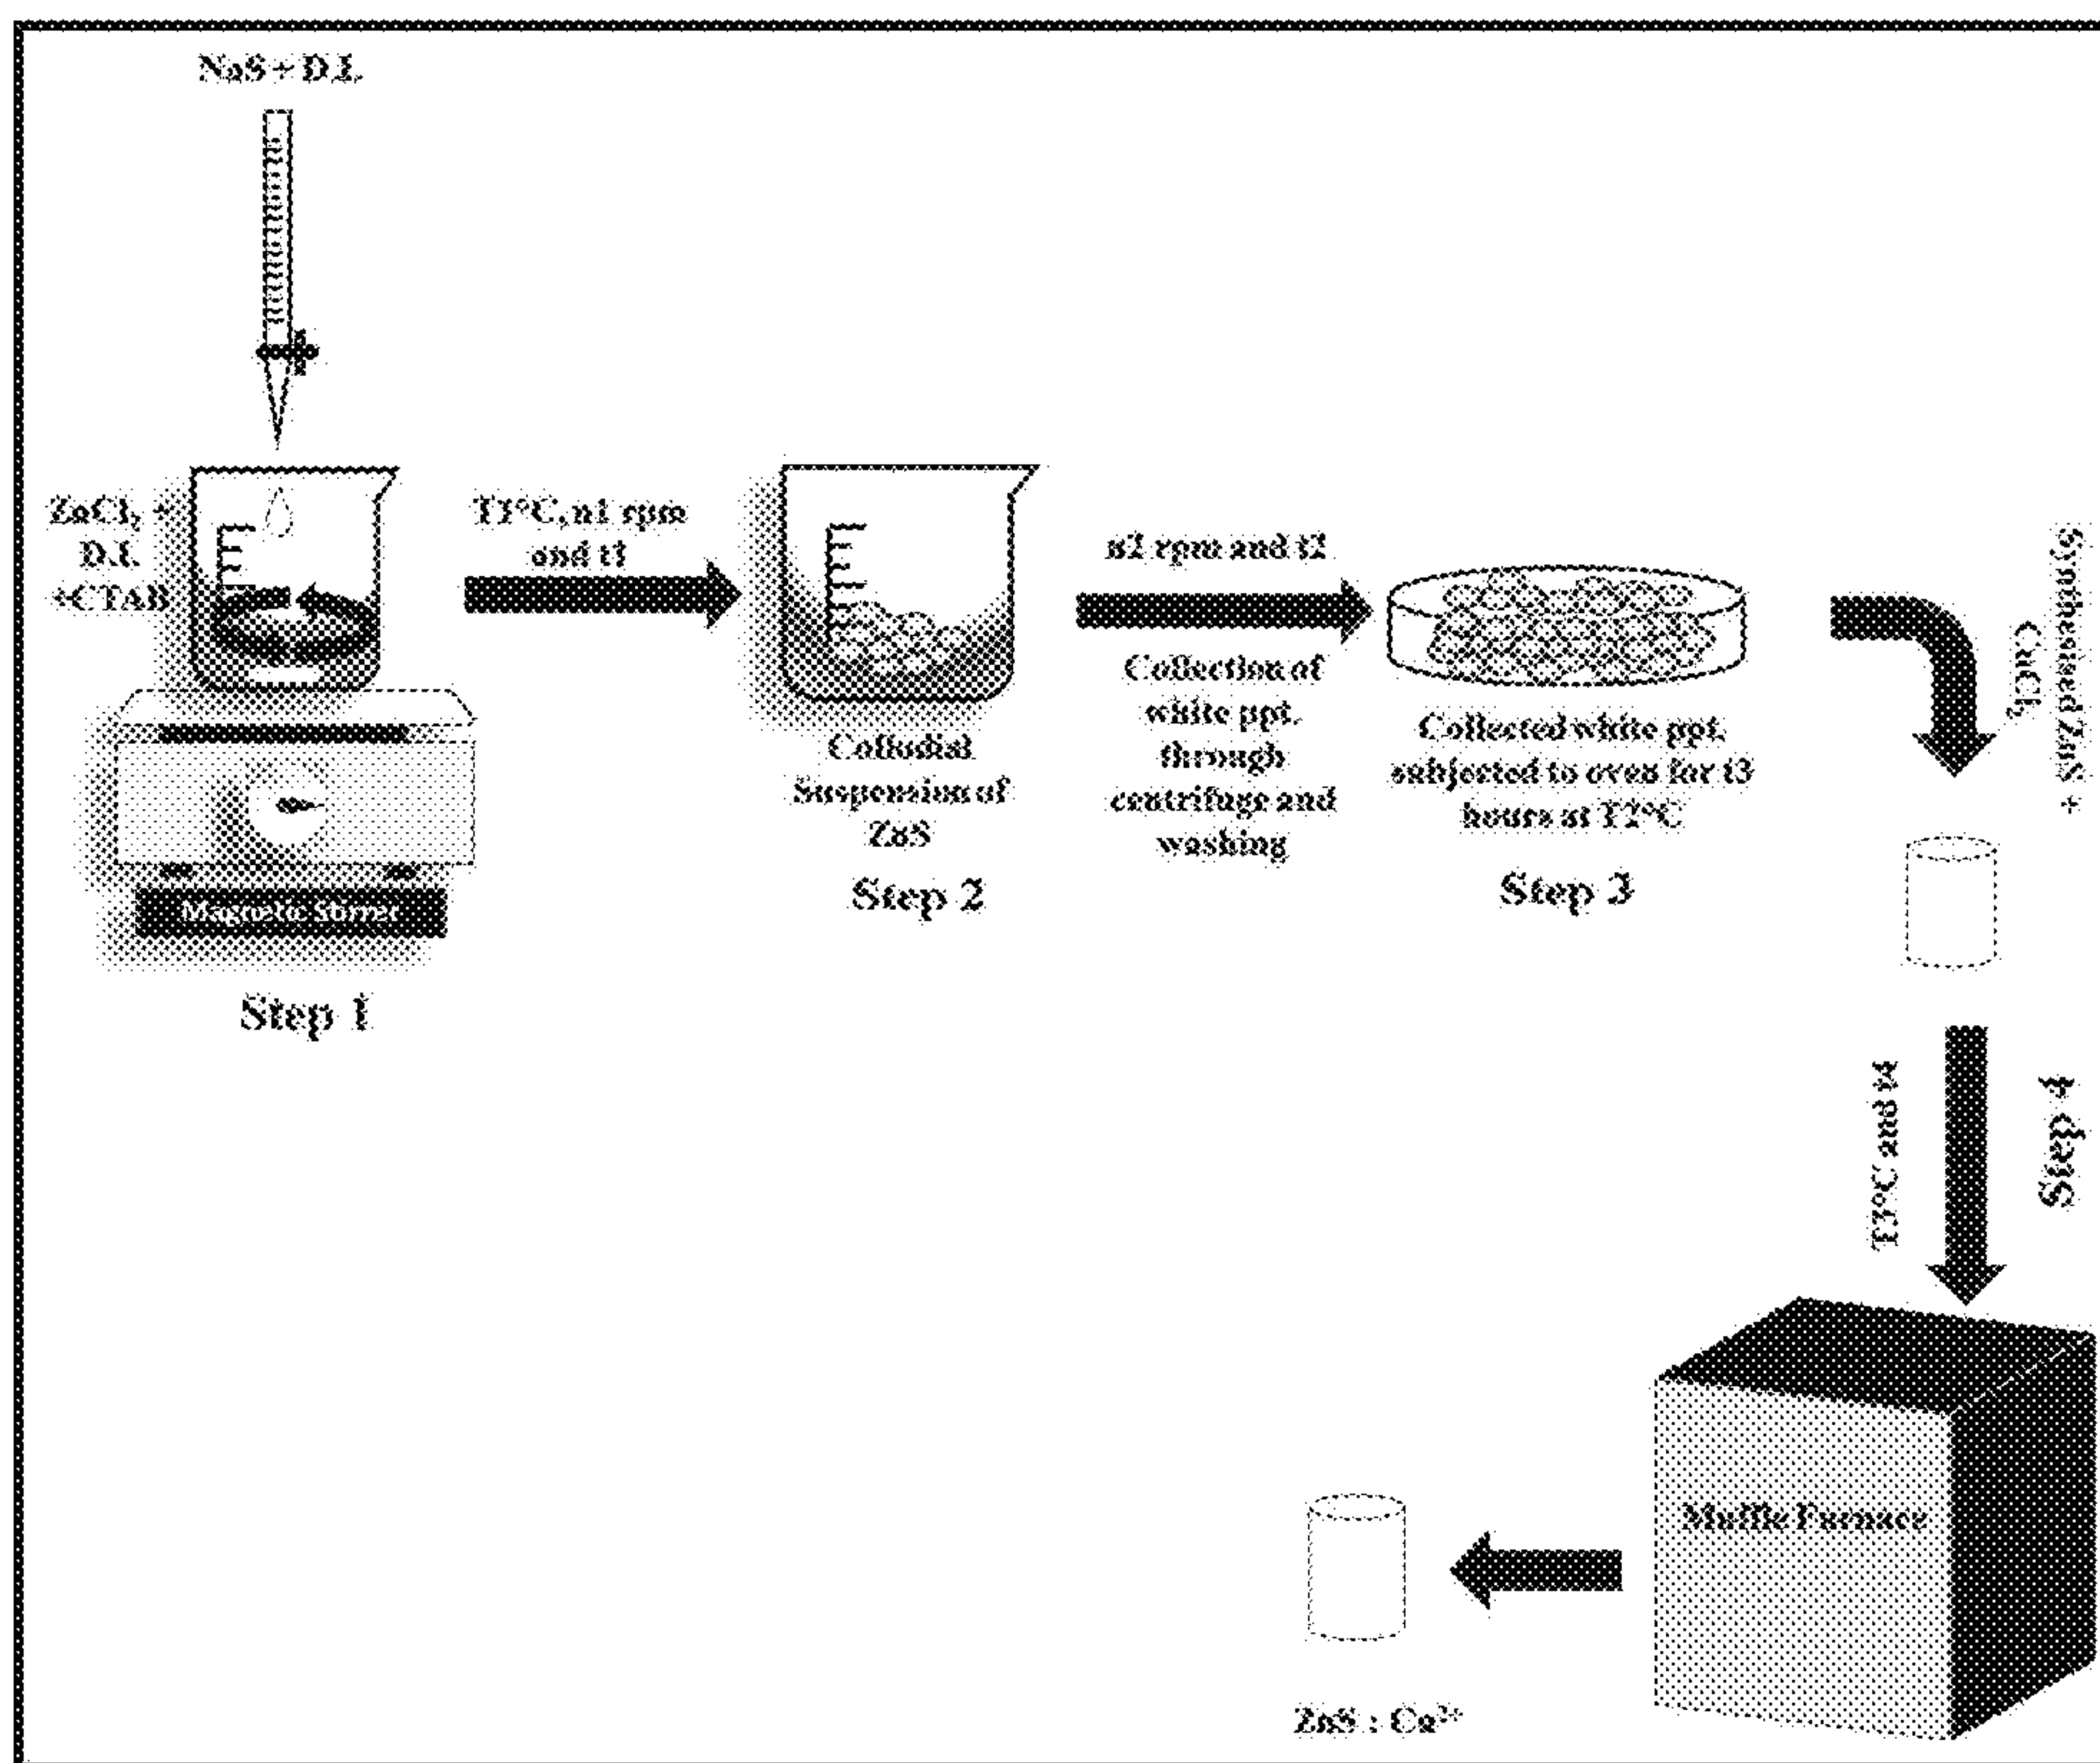 NaS + D.I.
ZnCl₂ +
D.I.
+CTAB
Magnetic Stirrer
Step 1
T1°C, n1 rpm
and t1
Collodial
Suspension of
ZnS
Step 2
n2 rpm and t2
Collection of
white ppt.
through
centrifuge and
washing
Collected white ppt.
subjected to oven for t3
hours at T2°C
Step 3
Synthesized ZnS +
CuCl₂
T3°C and t4
Step 4
Muffle Furnace
ZnS : Cu²⁺